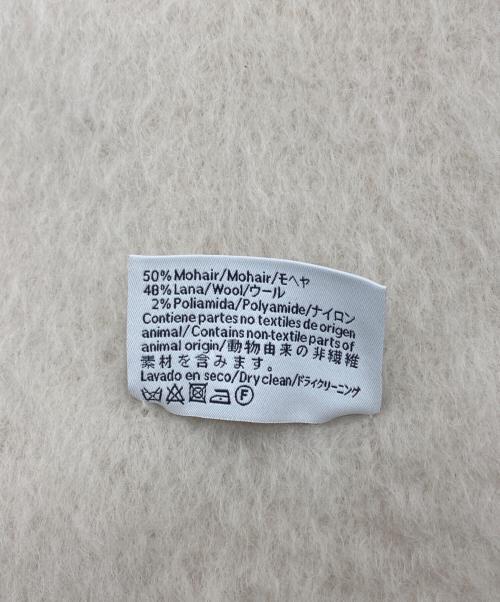 50% Mohair/Mohair/モヘヤ
48% Lana/Wool/ウール
2% Poliamida/Polyamide/ナイロン
Contiene partes no textiles de origen
animal/Contains non-textile parts of
animal origin/動物由来の非繊維
素材を含みます。
Lavado en seco/Dry clean/ドライクリーニング
F